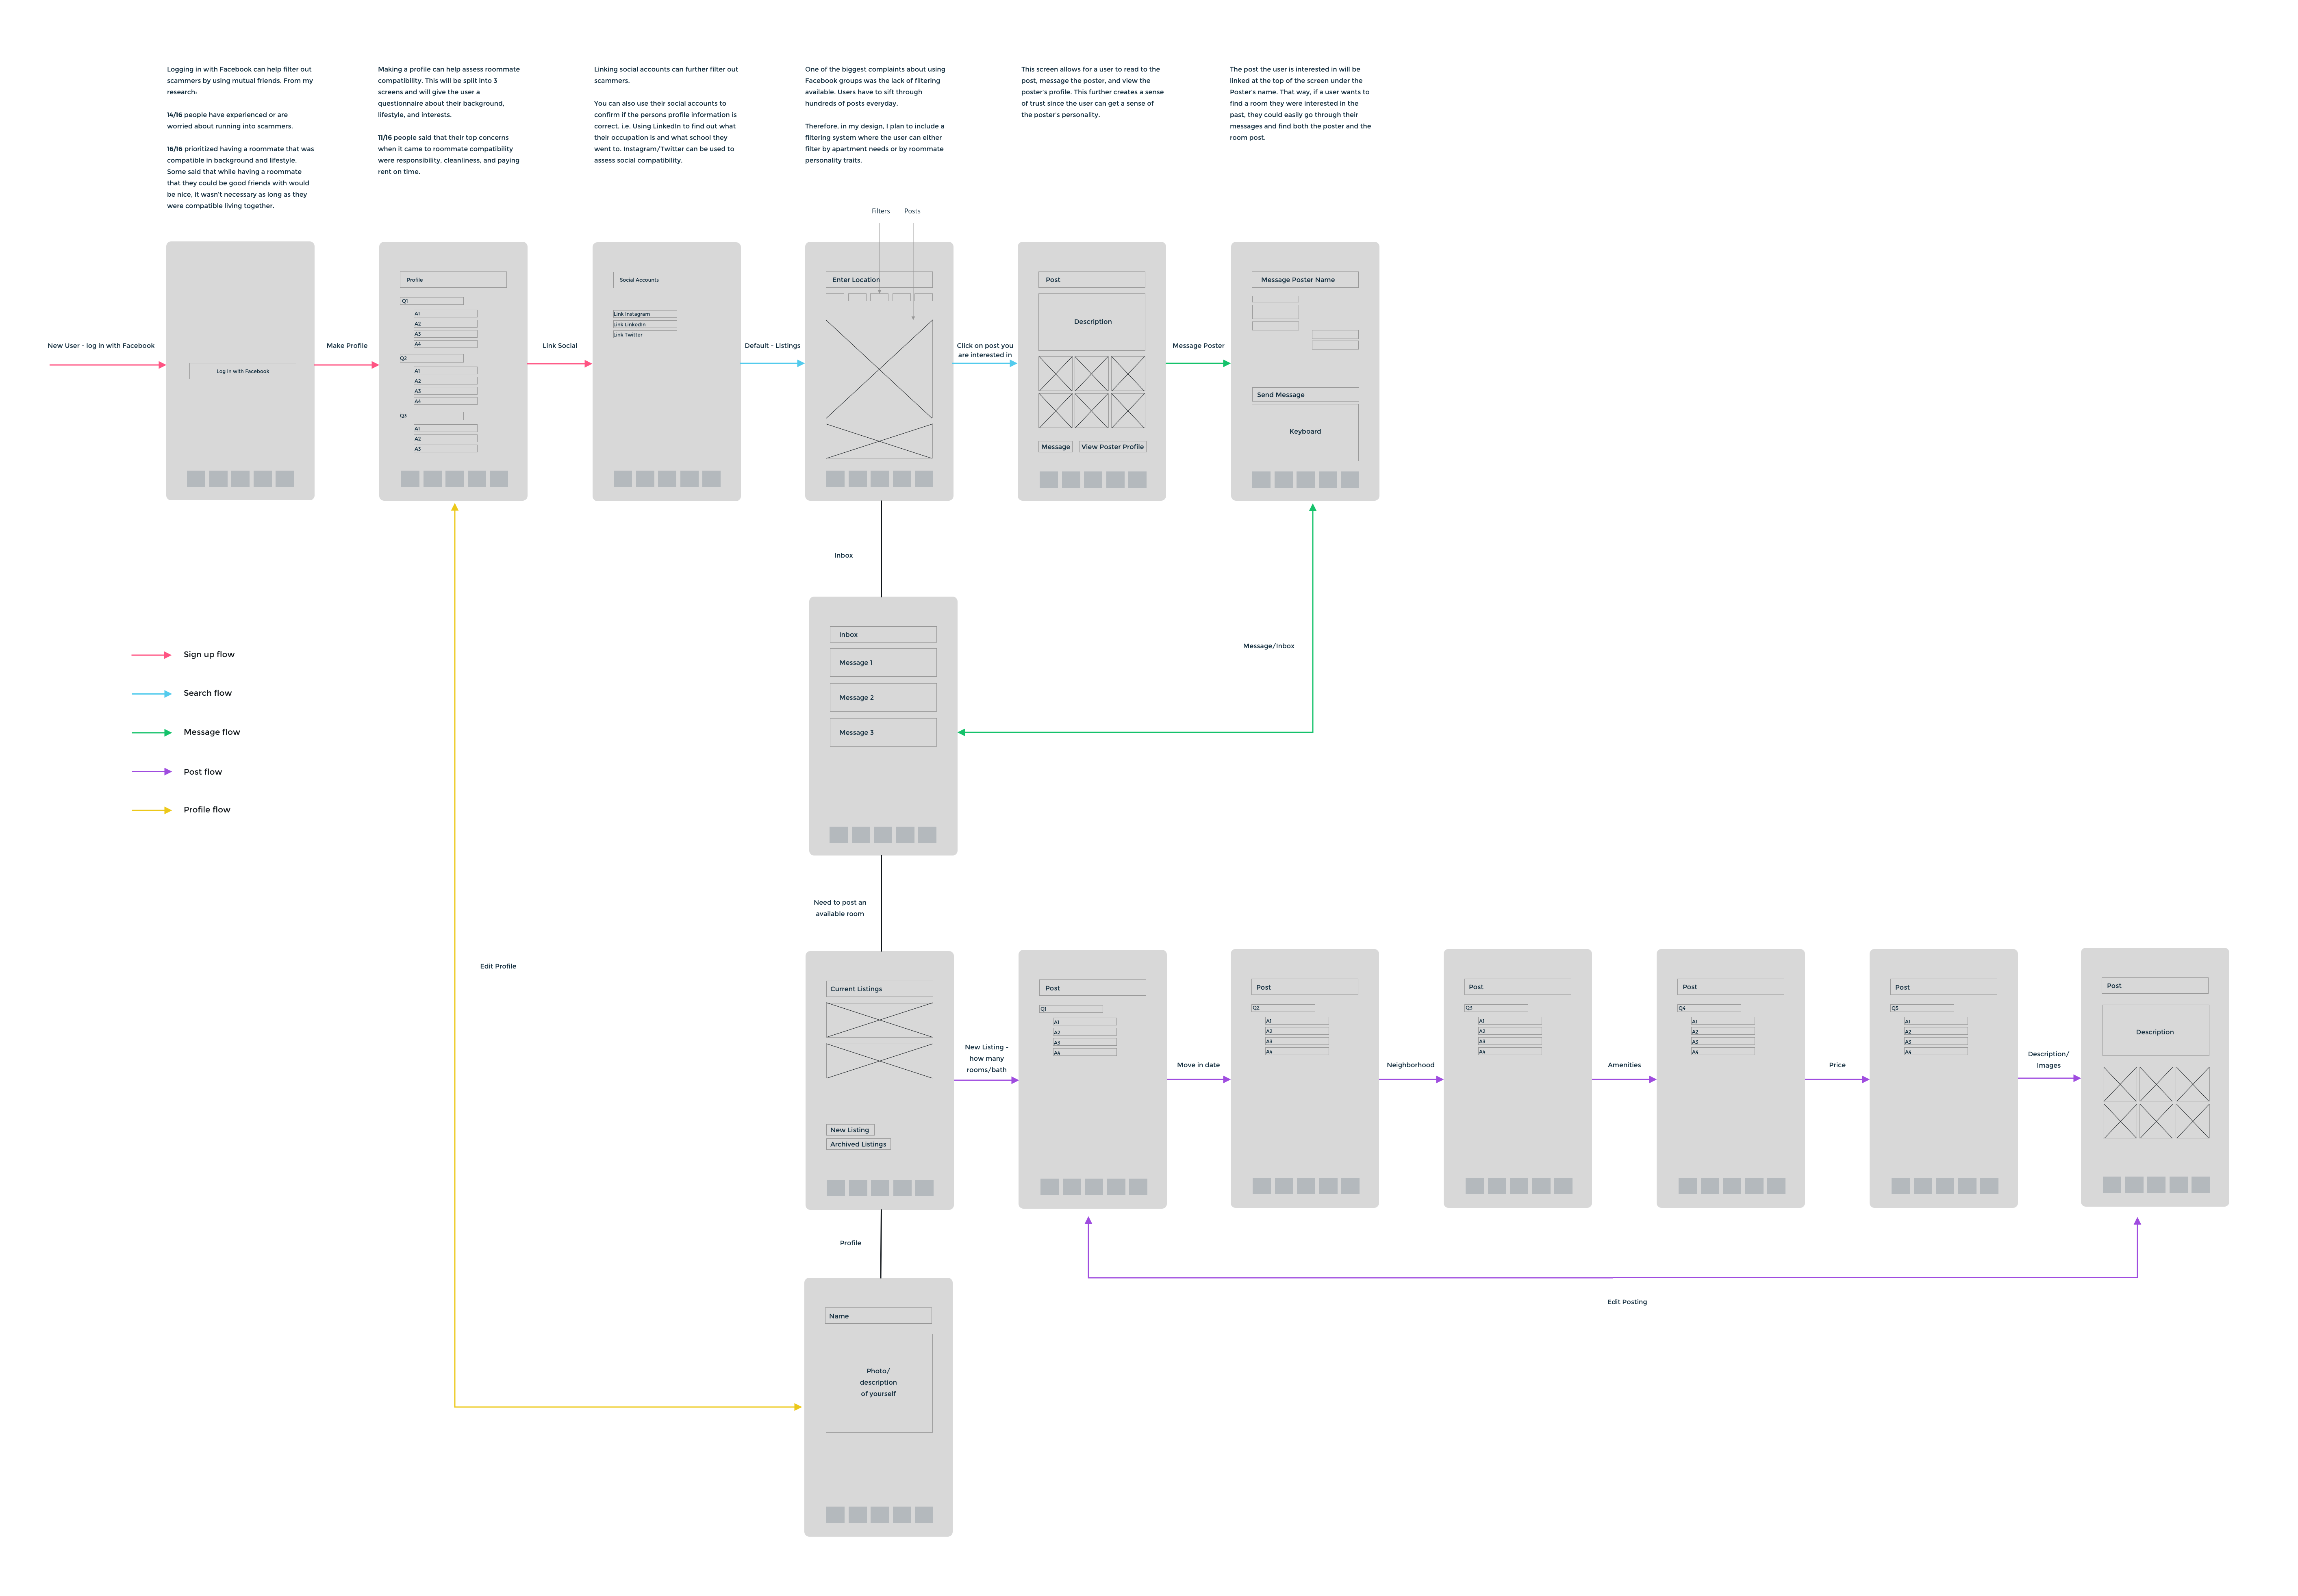 Logging in with Facebook can help filter out
scammers by using mutual friends. From my
research:
14/16 people have experienced or are
worried about running into scammers.
16/16 prioritized having a roommate that was
compatible in background and lifestyle.
Some said that while having a roommate
that they could be good friends with would
be nice, it wasn't necessary as long as they
were compatible living together.
Making a profile can help assess roommate
compatibility. This will be split into 3
screens and will give the user a
questionnaire about their background,
lifestyle, and interests.
11/16 people said that their top concerns
when it came to roommate compatibility
were responsibility, cleanliness, and paying
rent on time.
Linking social accounts can further filter out
scammers.
You can also use their social accounts to
confirm if the persons profile information is
correct. i.e. Using LinkedIn to find out what
their occupation is and what school they
went to. Instagram/Twitter can be used to
assess social compatibility.
One of the biggest complaints about using
Facebook groups was the lack of filtering
available. Users have to sift through
hundreds of posts everyday.
Therefore, in my design, I plan to include a
filtering system where the user can either
filter by apartment needs or by roommate
personality traits.
This screen allows for a user to read to the
post, message the poster, and view the
poster's profile. This further creates a sense
of trust since the user can get a sense of
the poster's personality.
The post the user is interested in will be
linked at the top of the screen under the
Poster's name. That way, if a user wants to
find a room they were interested in the
past, they could easily go through their
messages and find both the poster and the
room post.
Filters
Posts
New User - log in with Facebook
Log in with Facebook
Make Profile
Profile
Q1
A1
A2
A3
A4
Q2
A1
A2
A3
A4
Q3
A1
A2
A3
Link Social
Social Accounts
Link Instagram
Link LinkedIn
Link Twitter
Default - Listings
Enter Location
Click on post you
are interested in
Post
Description
Message
View Poster Profile
Message Poster
Message Poster Name
Send Message
Keyboard
Inbox
Inbox
Message 1
Message 2
Message 3
Message/Inbox
Sign up flow
Search flow
Message flow
Post flow
Profile flow
Need to post an
available room
Edit Profile
Current Listings
New Listing
Archived Listings
New Listing -
how many
rooms/bath
Post
Q1
A1
A2
A3
A4
Move in date
Post
Q2
A1
A2
A3
A4
Neighborhood
Post
Q3
A1
A2
A3
A4
Amenities
Post
Q4
A1
A2
A3
A4
Price
Post
Q5
A1
A2
A3
A4
Description/
Images
Post
Description
Profile
Edit Posting
Name
Photo/
description
of yourself